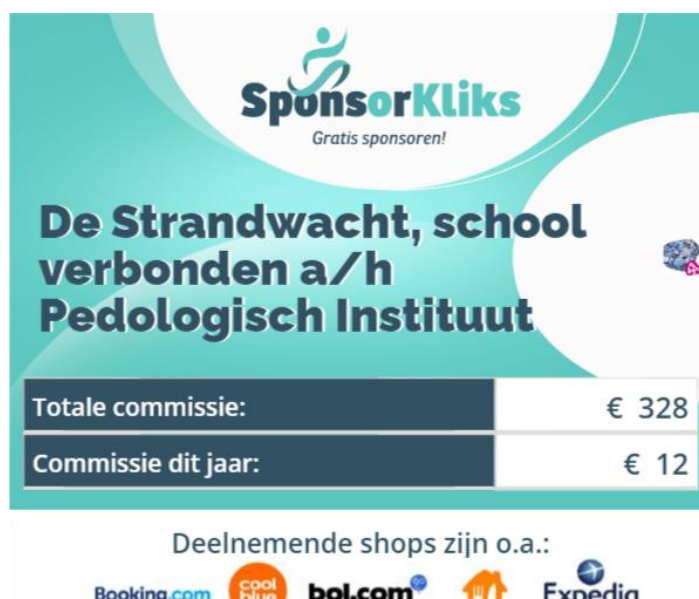 SponsorKliks
Gratis sponsoren!
De Strandwacht, school
verbonden a/h
Pedologisch Instituut
Totale commissie: € 328
Commissie dit jaar: € 12
Deelnemende shops zijn o.a.:
Booking.com cool blue bol.com Expedia